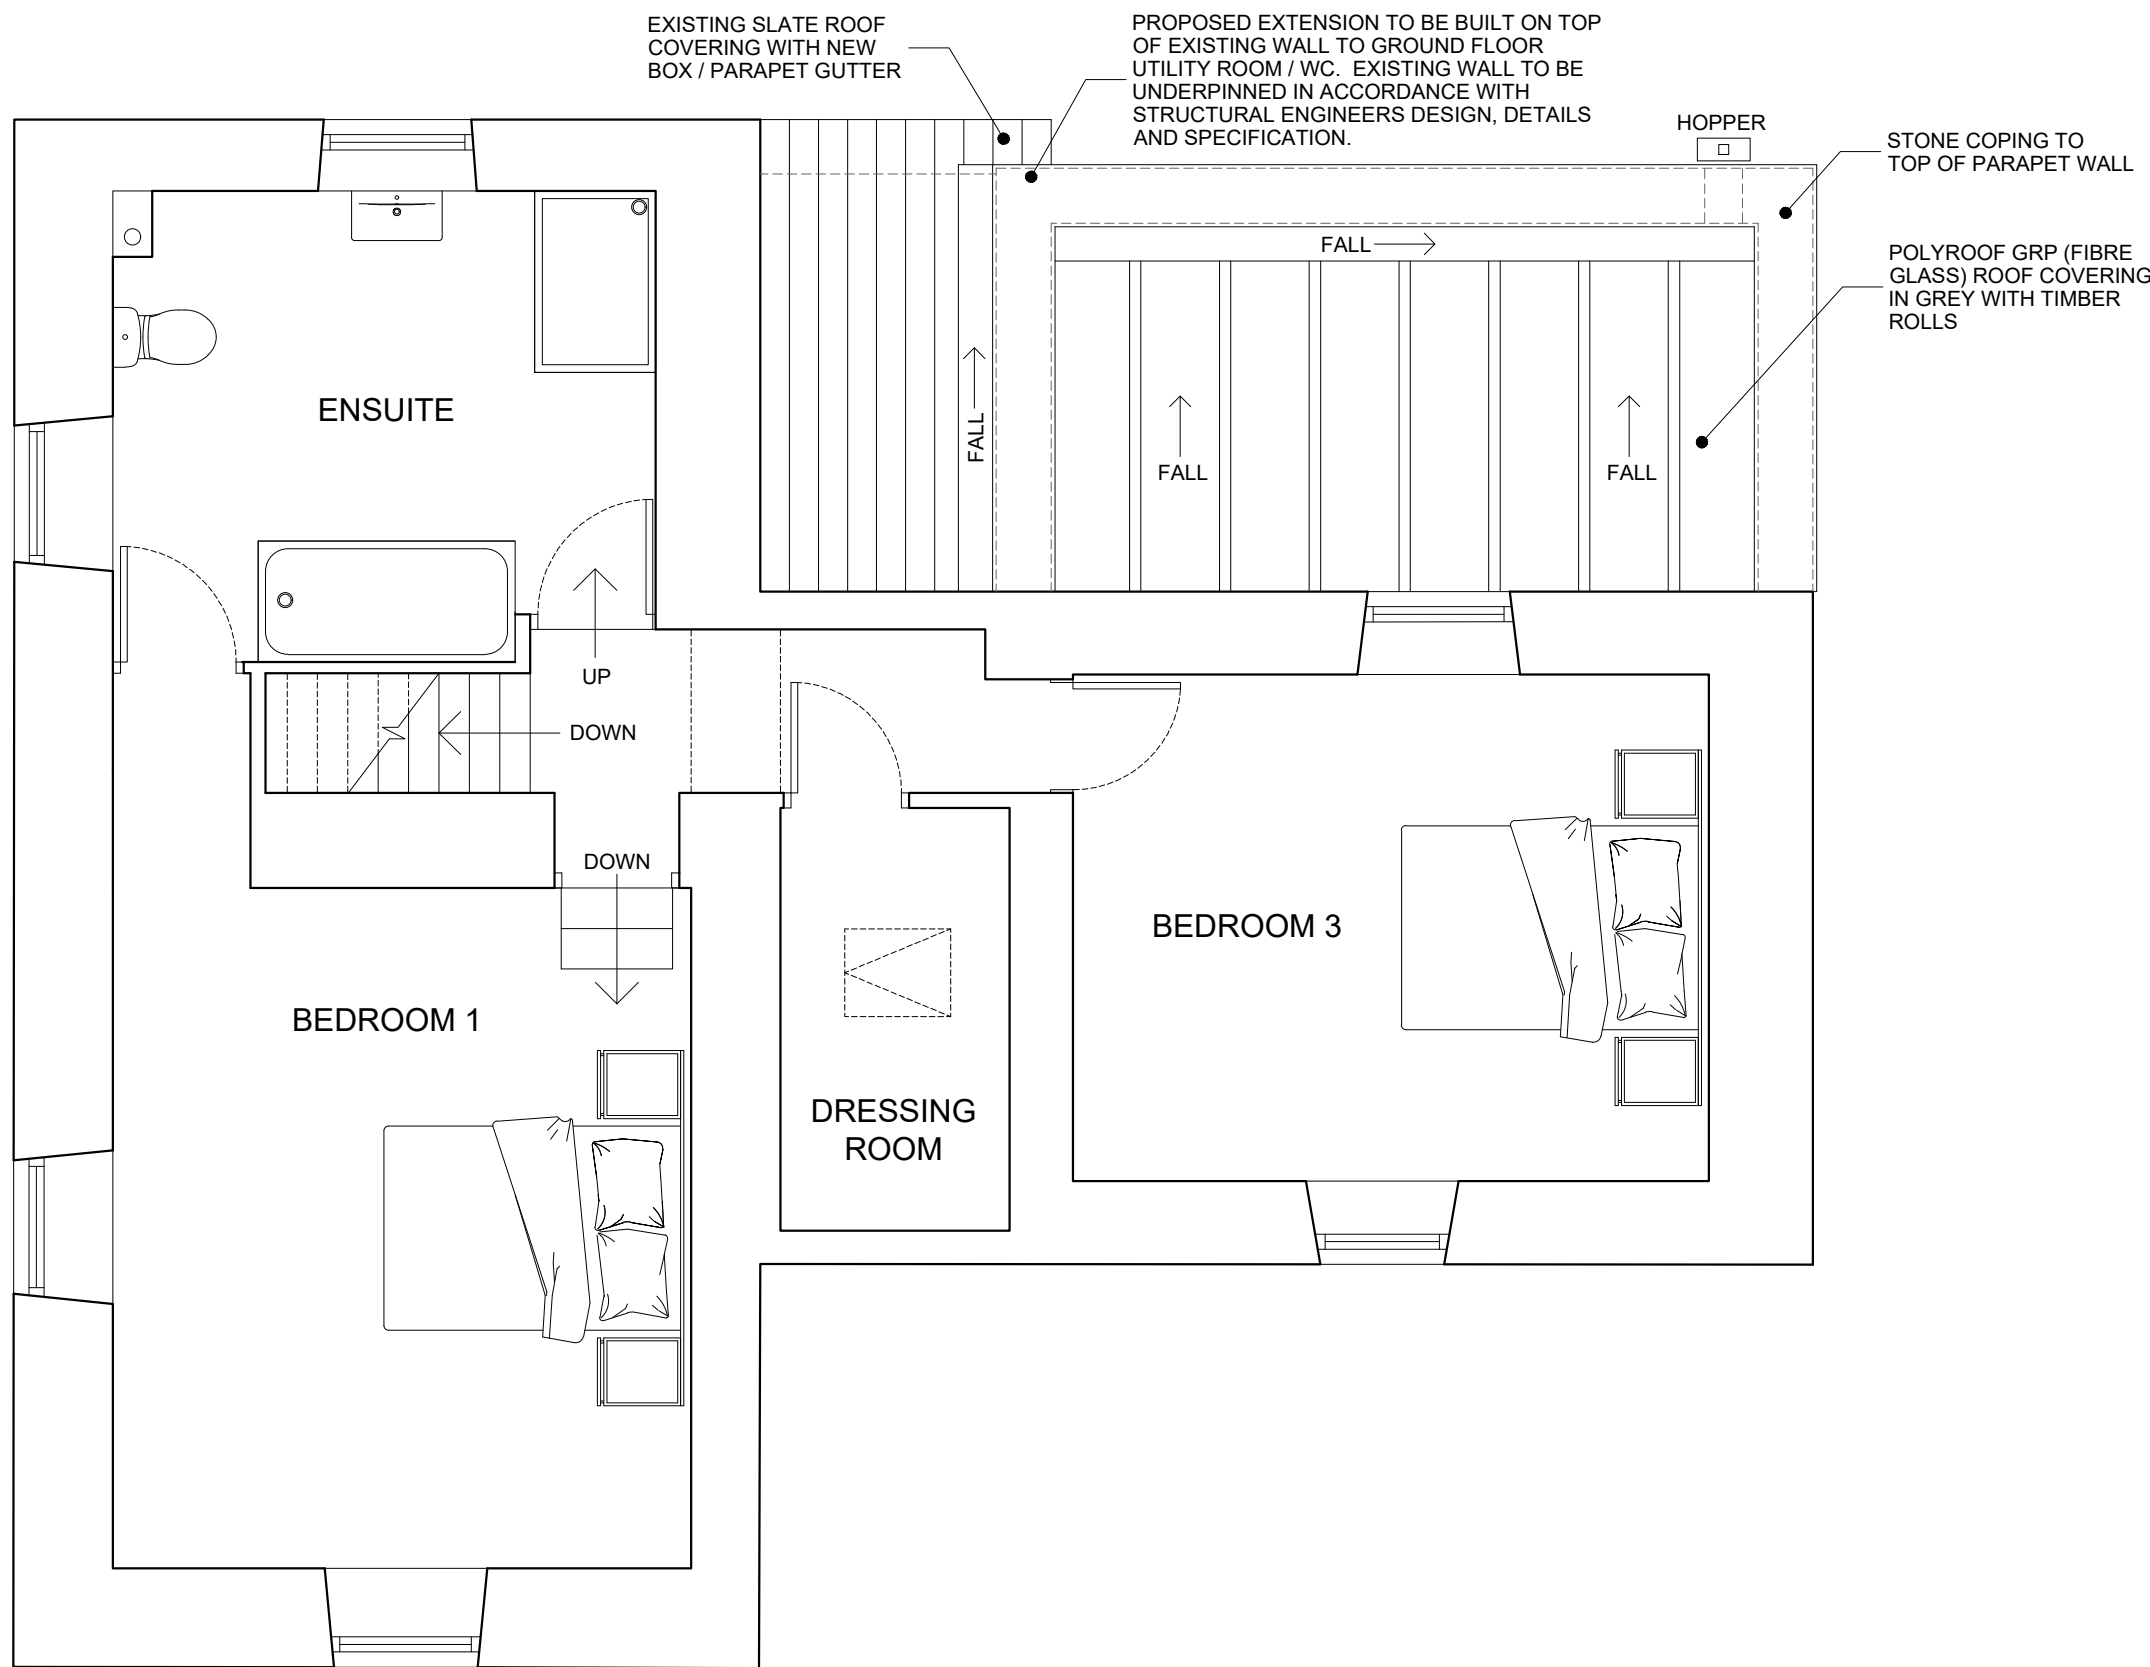 EXISTING SLATE ROOF
COVERING WITH NEW
BOX / PARAPET GUTTER
PROPOSED EXTENSION TO BE BUILT ON TOP
OF EXISTING WALL TO GROUND FLOOR
UTILITY ROOM / WC. EXISTING WALL TO BE
UNDERPINNED IN ACCORDANCE WITH
STRUCTURAL ENGINEERS DESIGN, DETAILS
AND SPECIFICATION.
HOPPER
STONE COPING TO
TOP OF PARAPET WALL
POLYROOF GRP (FIBRE
GLASS) ROOF COVERING
IN GREY WITH TIMBER
ROLLS
FALL
FALL
FALL
FALL
ENSUITE
UP
DOWN
DOWN
BEDROOM 3
BEDROOM 1
DRESSING
ROOM